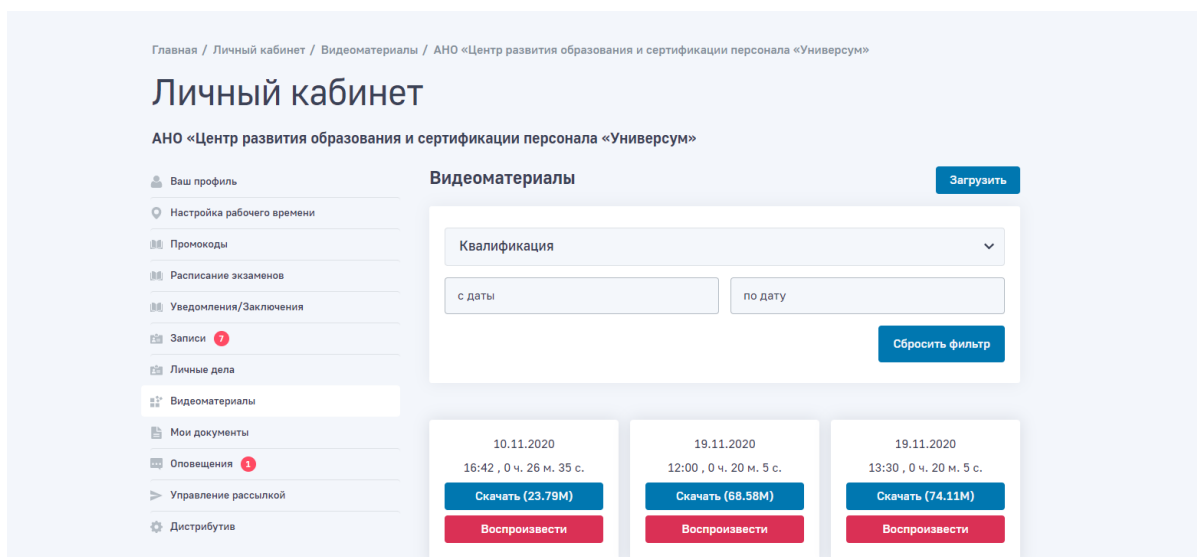 Главная / Личный кабинет / Видеоматериалы / АНО «Центр развития образования и сертификации персонала «Универсум»
Личный кабинет
АНО «Центр развития образования и сертификации персонала «Универсум»
Ваш профиль
Настройка рабочего времени
Промокоды
Расписание экзаменов
Уведомления/Заключения
Записи 7
Личные дела
Видеоматериалы
Мои документы
Оповещения 1
Управление рассылкой
Дистрибутив
Видеоматериалы
Загрузить
Квалификация
с даты
по дату
Сбросить фильтр
10.11.2020
16:42 , 0 ч. 26 м. 35 с.
Скачать (23.79M)
Воспроизвести
19.11.2020
12:00 , 0 ч. 20 м. 5 с.
Скачать (68.58M)
Воспроизвести
19.11.2020
13:30 , 0 ч. 20 м. 5 с.
Скачать (74.11M)
Воспроизвести